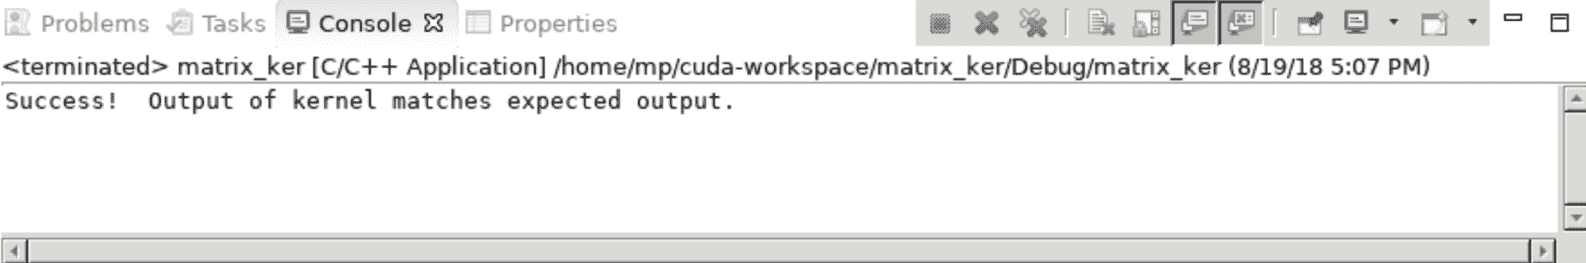 Problems Tasks Console Properties
<terminated> matrix_ker [C/C++ Application] /home/mp/cuda-workspace/matrix_ker/Debug/matrix_ker (8/19/18 5:07 PM)
Success!  Output of kernel matches expected output.